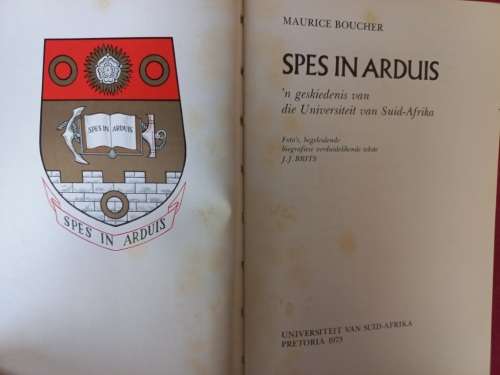 SPES IN ARDUIS
SPES IN ARDUIS
MAURICE BOUCHER
SPES IN ARDUIS
'n geskiedenis van
die Universiteit van Suid-Afrika
Foto's, begeleidende
biografiese verduidelikende tekste
J.J. BRITS
UNIVERSITEIT VAN SUID-AFRIKA
PRETORIA 1973